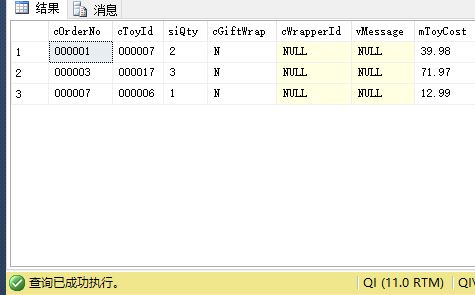 结果 消息
cOrderNo cToyId siQty cGiftWrap cWrapperId vMessage mToyCost
1 000001 000007 2 N NULL NULL 39.98
2 000003 000017 3 N NULL NULL 71.97
3 000007 000006 1 N NULL NULL 12.99
查询已成功执行。 QI (11.0 RTM) QIV